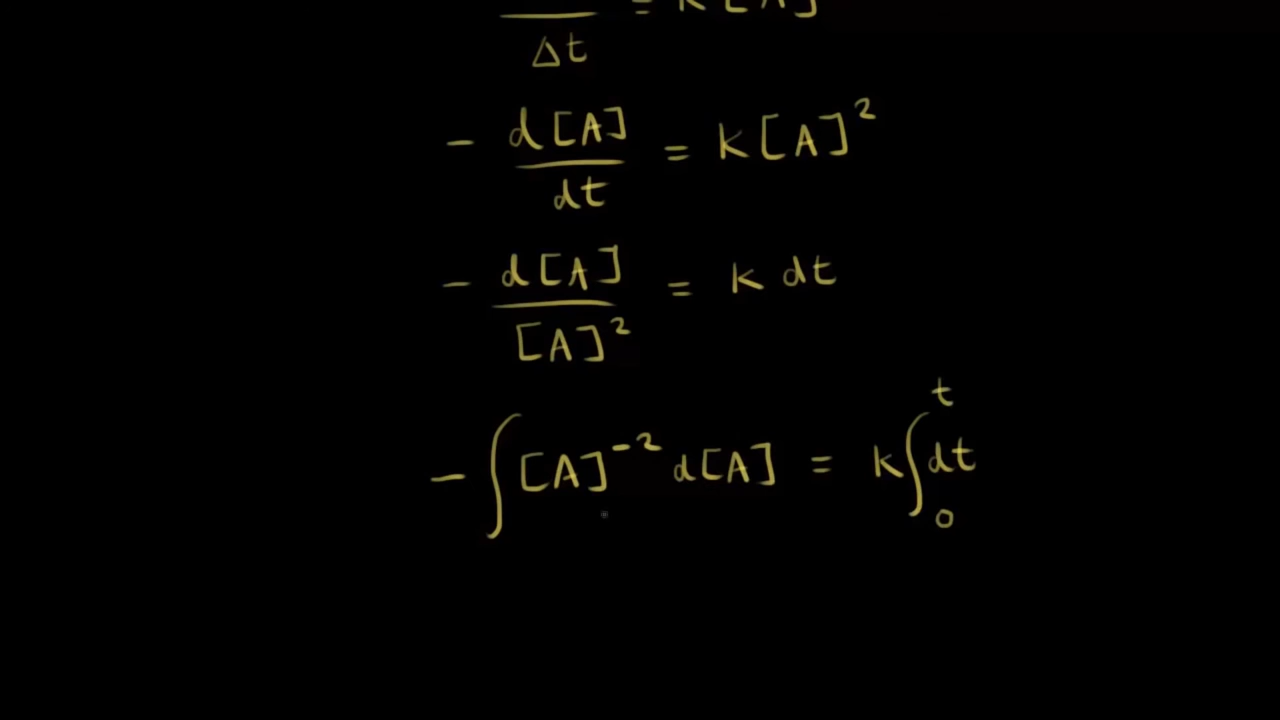 Δt = k[A]
- d[A]/dt = k[A]²
- d[A]/[A]² = k dt
- ∫[A]⁻² d[A] = k∫₀ᵗ dt